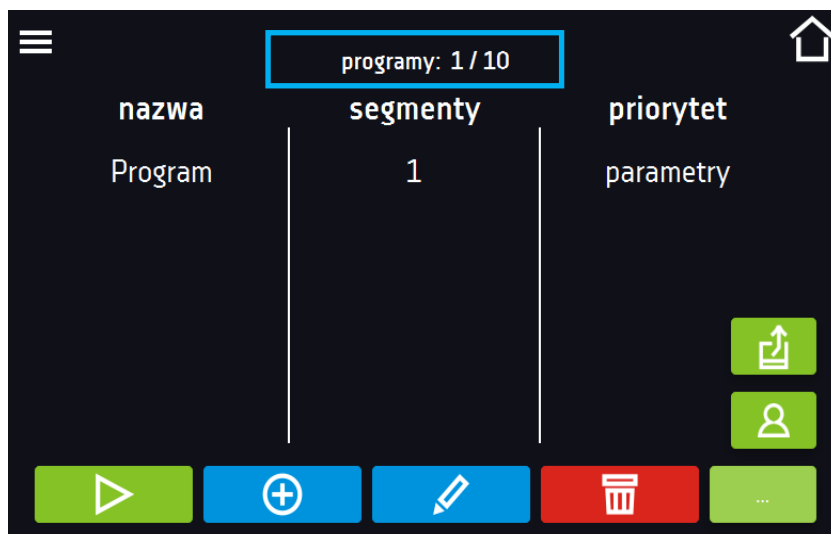 programy: 1 / 10
nazwa segmenty priorytet
Program 1 parametry
...